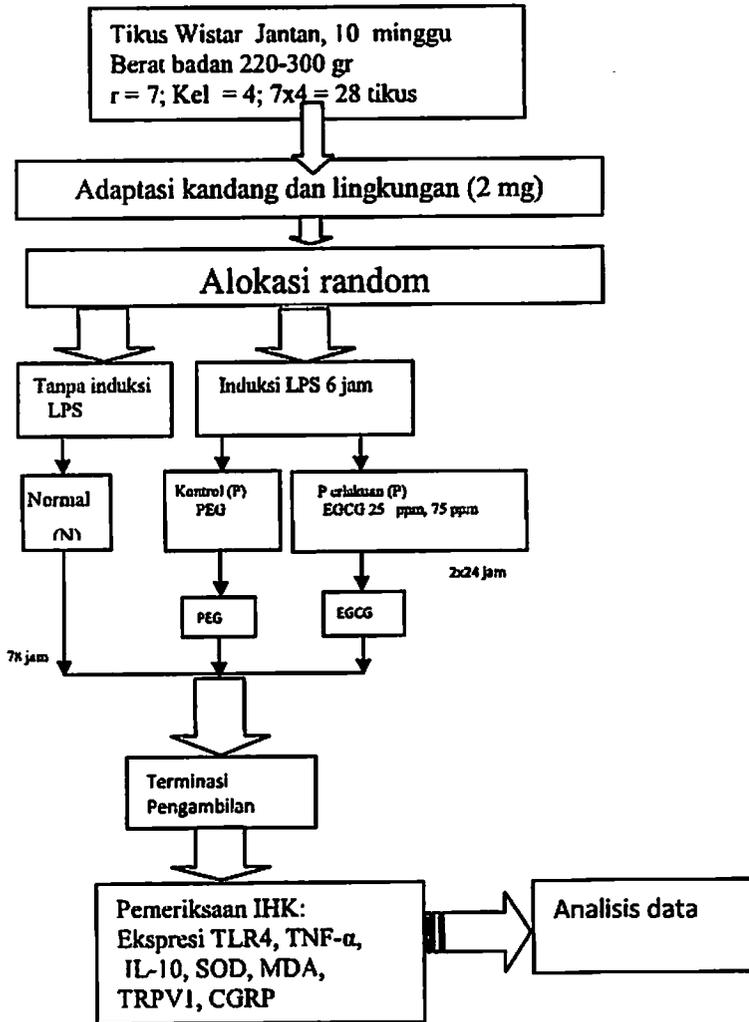 Tikus Wistar Jantan, 10 minggu
Berat badan 220-300 gr
r = 7; Kel = 4; 7x4 = 28 tikus
Adaptasi kandang dan lingkungan (2 mg)
Alokasi random
Tanpa induksi
LPS
Induksi LPS 6 jam
Normal
(N)
Kontrol (P)
PEG
Perlakuan (P)
EGCG 25 ppm, 75 ppm
2x24 jam
PEG
EGCG
78 jam
Terminasi
Pengambilan
Pemeriksaan IHK:
Ekspresi TLR4, TNF-α,
IL-10, SOD, MDA,
TRPV1, CGRP
Analisis data